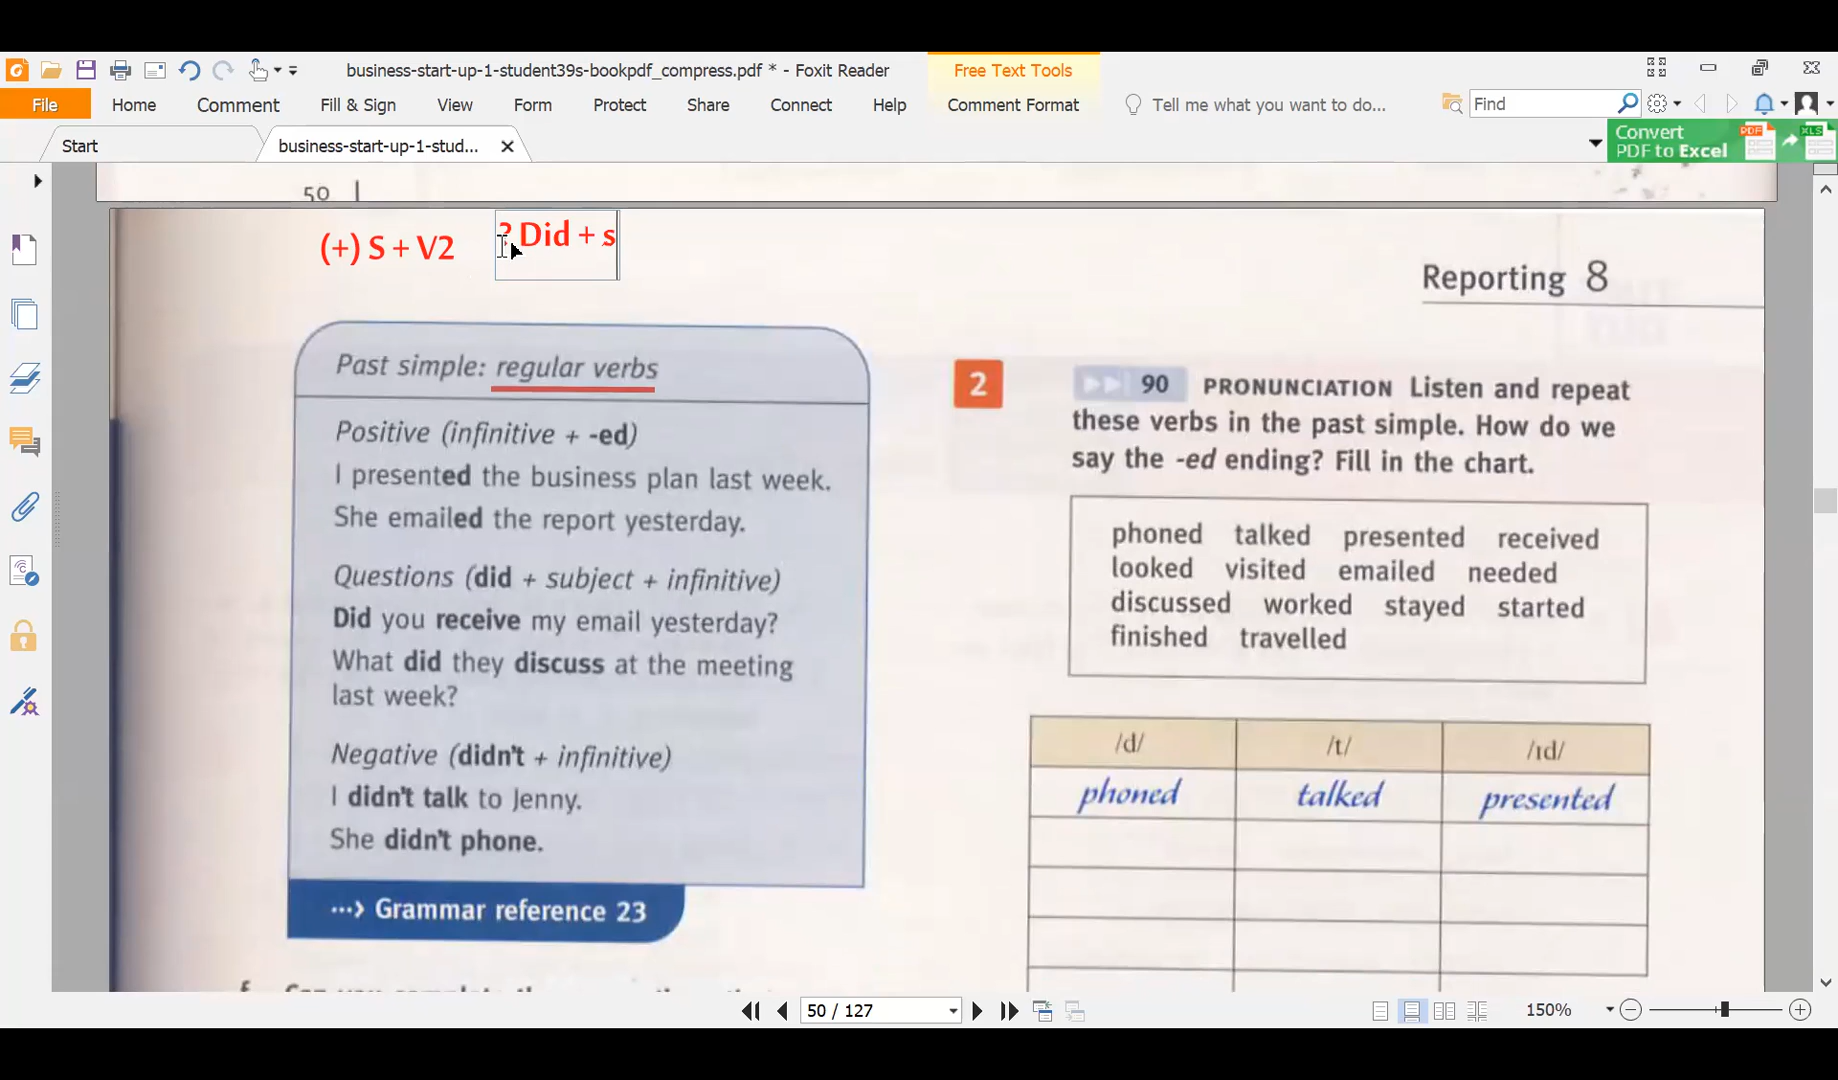 business-start-up-1-student39s-bookpdf_compress.pdf * - Foxit Reader
Free Text Tools
File Home Comment Fill & Sign View Form Protect Share Connect Help Comment Format Tell me what you want to do... Find
Start business-start-up-1-stud...
Convert
PDF to Excel
PDF XLS
50
(+) S + V2
? Did + s
Reporting 8
Past simple: regular verbs
Positive (infinitive + -ed)
I presented the business plan last week.
She emailed the report yesterday.
Questions (did + subject + infinitive)
Did you receive my email yesterday?
What did they discuss at the meeting
last week?
Negative (didn't + infinitive)
I didn't talk to Jenny.
She didn't phone.
···› Grammar reference 23
2
90 PRONUNCIATION Listen and repeat
these verbs in the past simple. How do we
say the -ed ending? Fill in the chart.
phoned talked presented received
looked visited emailed needed
discussed worked stayed started
finished travelled
/d/ /t/ /ɪd/
phoned talked presented
50 / 127
150%